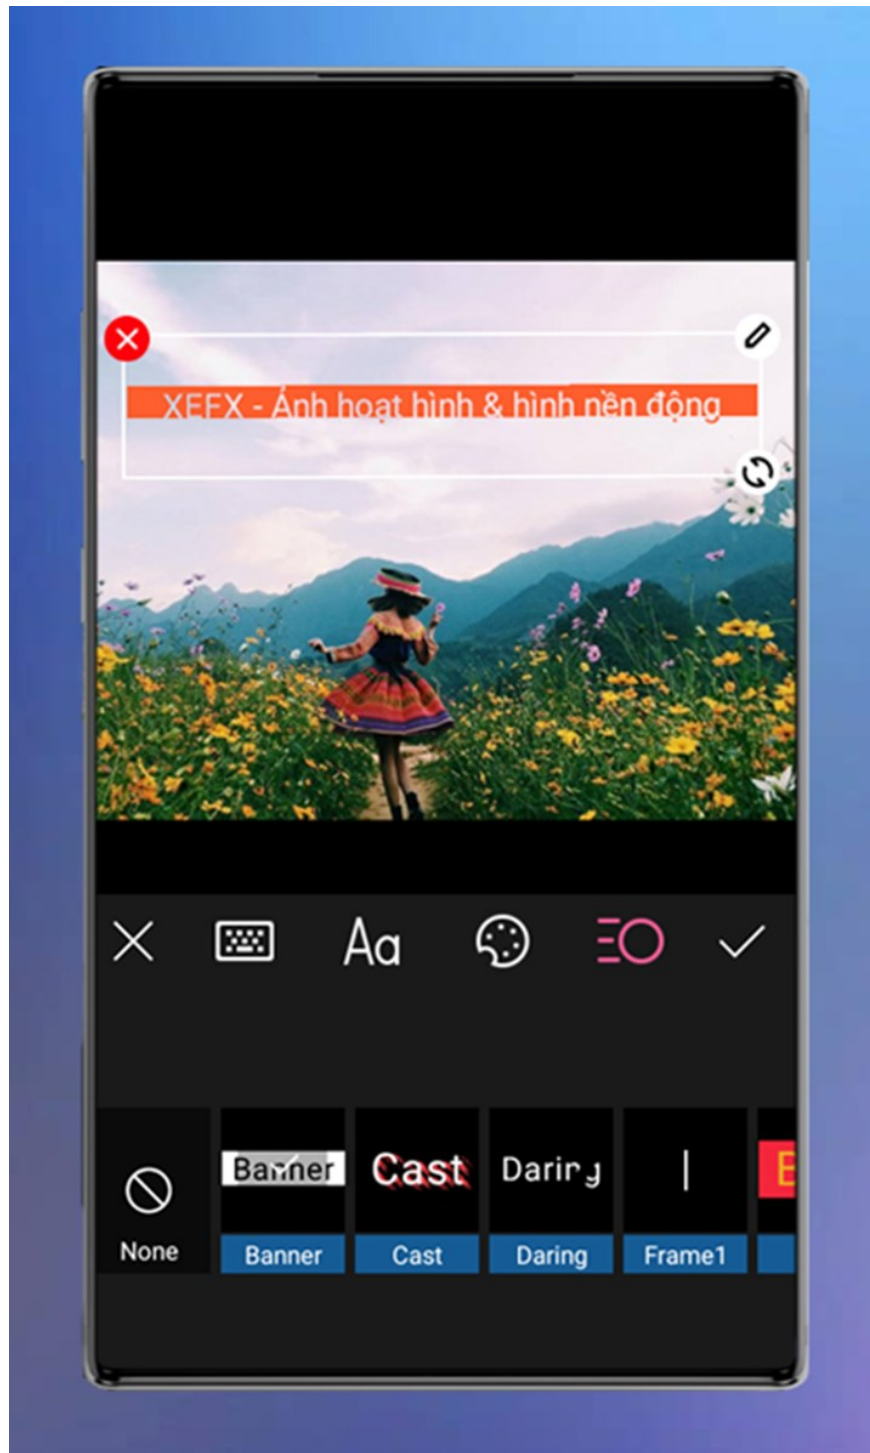 XEFX - Ảnh hoạt hình & hình nền động
Aa
Banner Cast Daring
None Banner Cast Daring Frame1